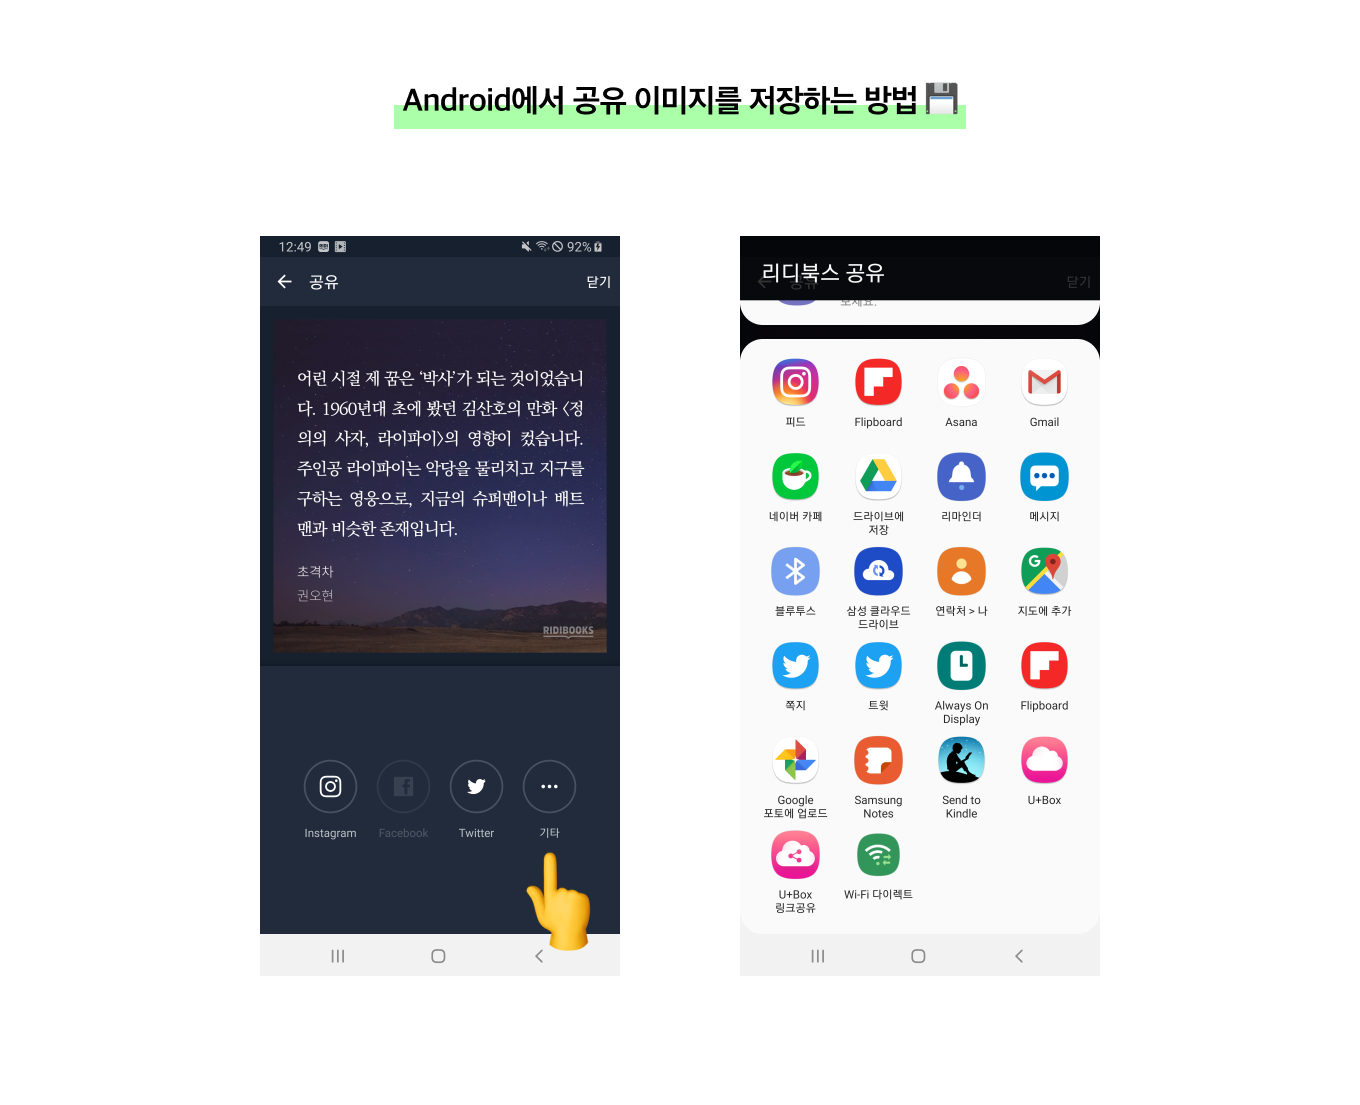 Android에서 공유 이미지를 저장하는 방법
12:49
92%
공유
닫기
어린 시절 제 꿈은 ‘박사’가 되는 것이었습니
다. 1960년대 초에 봤던 김산호의 만화 〈정
의의 사자, 라이파이〉의 영향이 컸습니다.
주인공 라이파이는 악당을 물리치고 지구를
구하는 영웅으로, 지금의 슈퍼맨이나 배트
맨과 비슷한 존재입니다.
초격차
권오현
RIDIBOOKS
Instagram
Facebook
Twitter
기타
리디북스 공유
공유
닫기
보세요.
피드
Flipboard
Asana
Gmail
네이버 카페
드라이브에
저장
리마인더
메시지
블루투스
삼성 클라우드
드라이브
연락처 > 나
지도에 추가
쪽지
트윗
Always On
Display
Flipboard
Google
포토에 업로드
Samsung
Notes
Send to
Kindle
U+Box
U+Box
링크공유
Wi-Fi 다이렉트